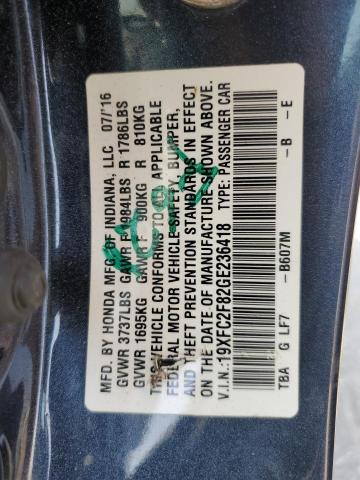 MFD. BY HONDA MFG. OF INDIANA, LLC 07/16
GVWR 3737LBS GAWR F 1984LBS R 1786LBS
GVWR 1695KG GAWR F 900KG R 810KG
THIS VEHICLE CONFORMS TO ALL APPLICABLE
FEDERAL MOTOR VEHICLE SAFETY, BUMPER,
AND THEFT PREVENTION STANDARDS IN EFFECT
ON THE DATE OF MANUFACTURE SHOWN ABOVE.
V.I.N.: 19XFC2F82GE236418 TYPE: PASSENGER CAR
TBA G LF7 -B607M -B -E